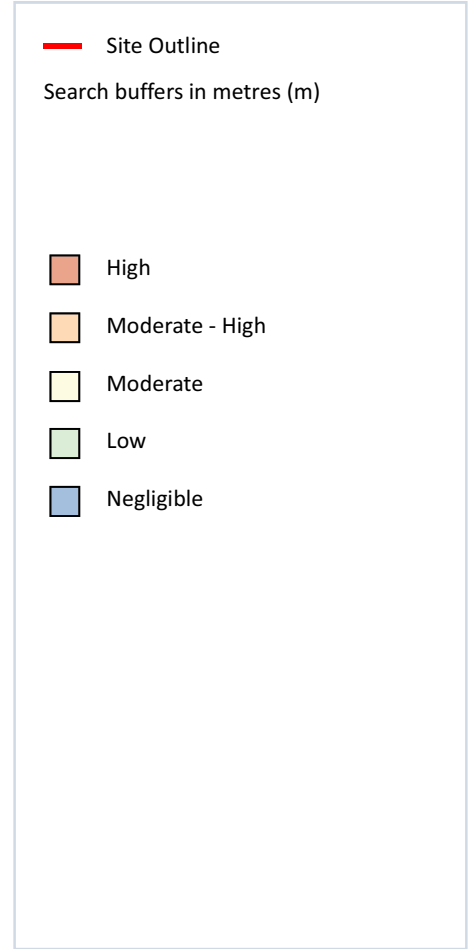 Site Outline
Search buffers in metres (m)
High
Moderate - High
Moderate
Low
Negligible